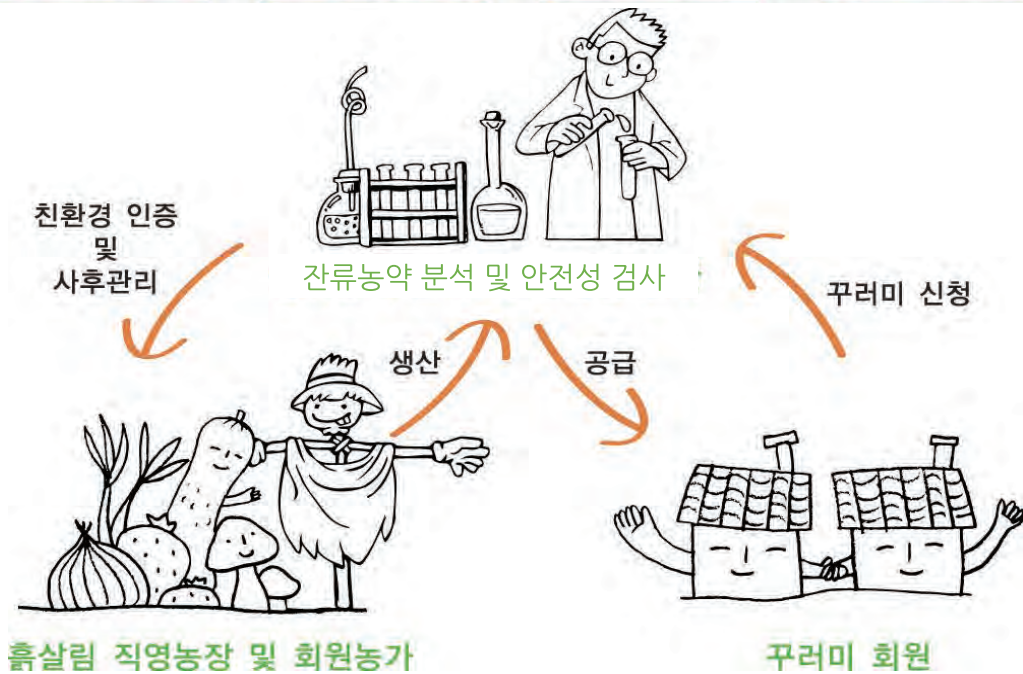 친환경 인증
및
사후관리
잔류농약 분석 및 안전성 검사
꾸러미 신청
생산
공급
흙살림 직영농장 및 회원농가
꾸러미 회원